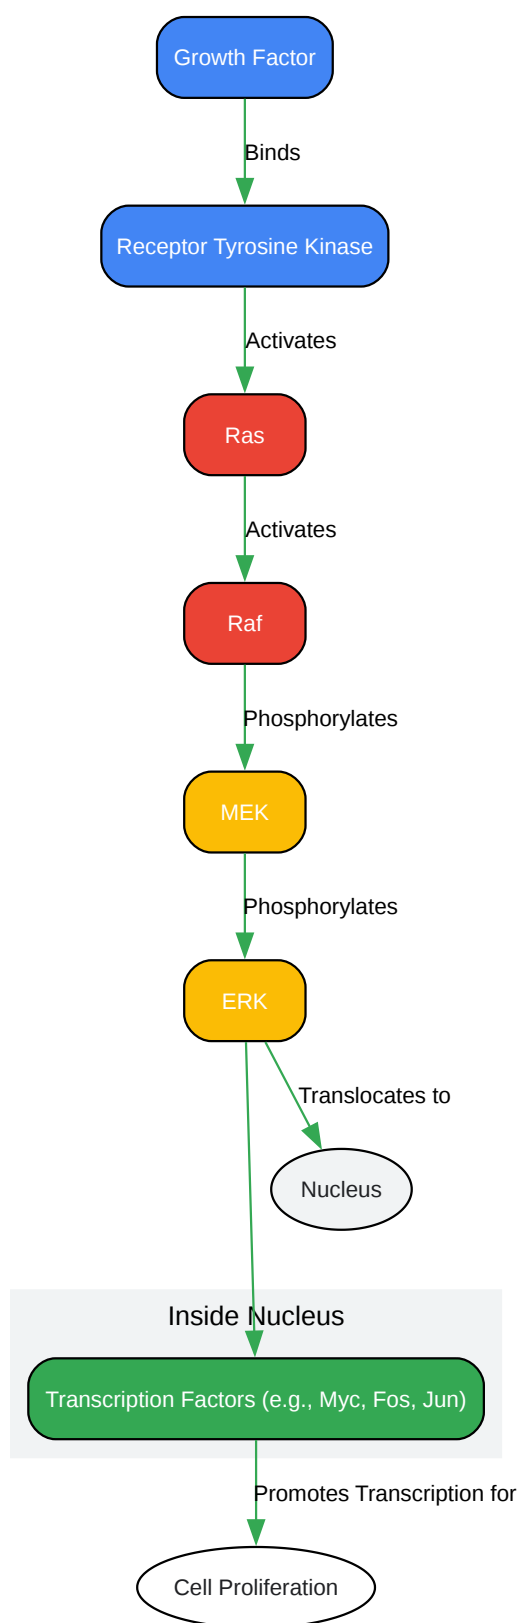 Growth Factor
Binds
Receptor Tyrosine Kinase
Activates
Ras
Activates
Raf
Phosphorylates
MEK
Phosphorylates
ERK
Translocates to
Nucleus
Inside Nucleus
Transcription Factors (e.g., Myc, Fos, Jun)
Promotes Transcription for
Cell Proliferation